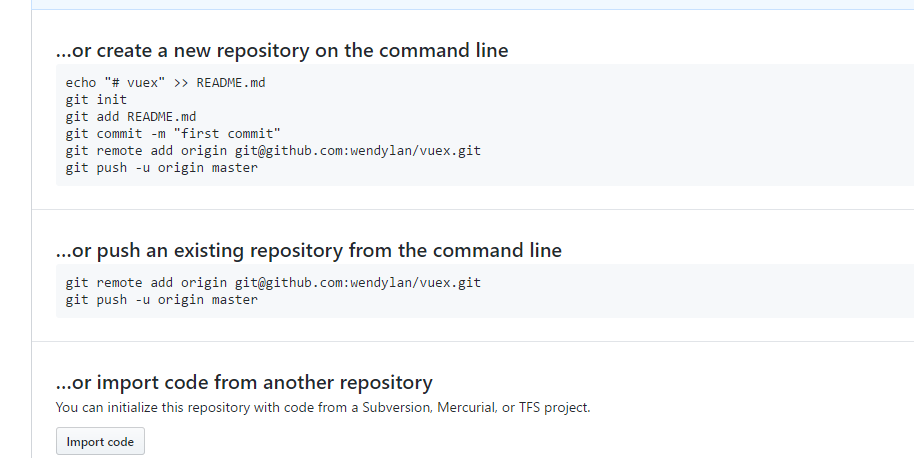 ...or create a new repository on the command line
echo "# vuex" >> README.md
git init
git add README.md
git commit -m "first commit"
git remote add origin git@github.com:wendylan/vuex.git
git push -u origin master
...or push an existing repository from the command line
git remote add origin git@github.com:wendylan/vuex.git
git push -u origin master
...or import code from another repository
You can initialize this repository with code from a Subversion, Mercurial, or TFS project.
Import code